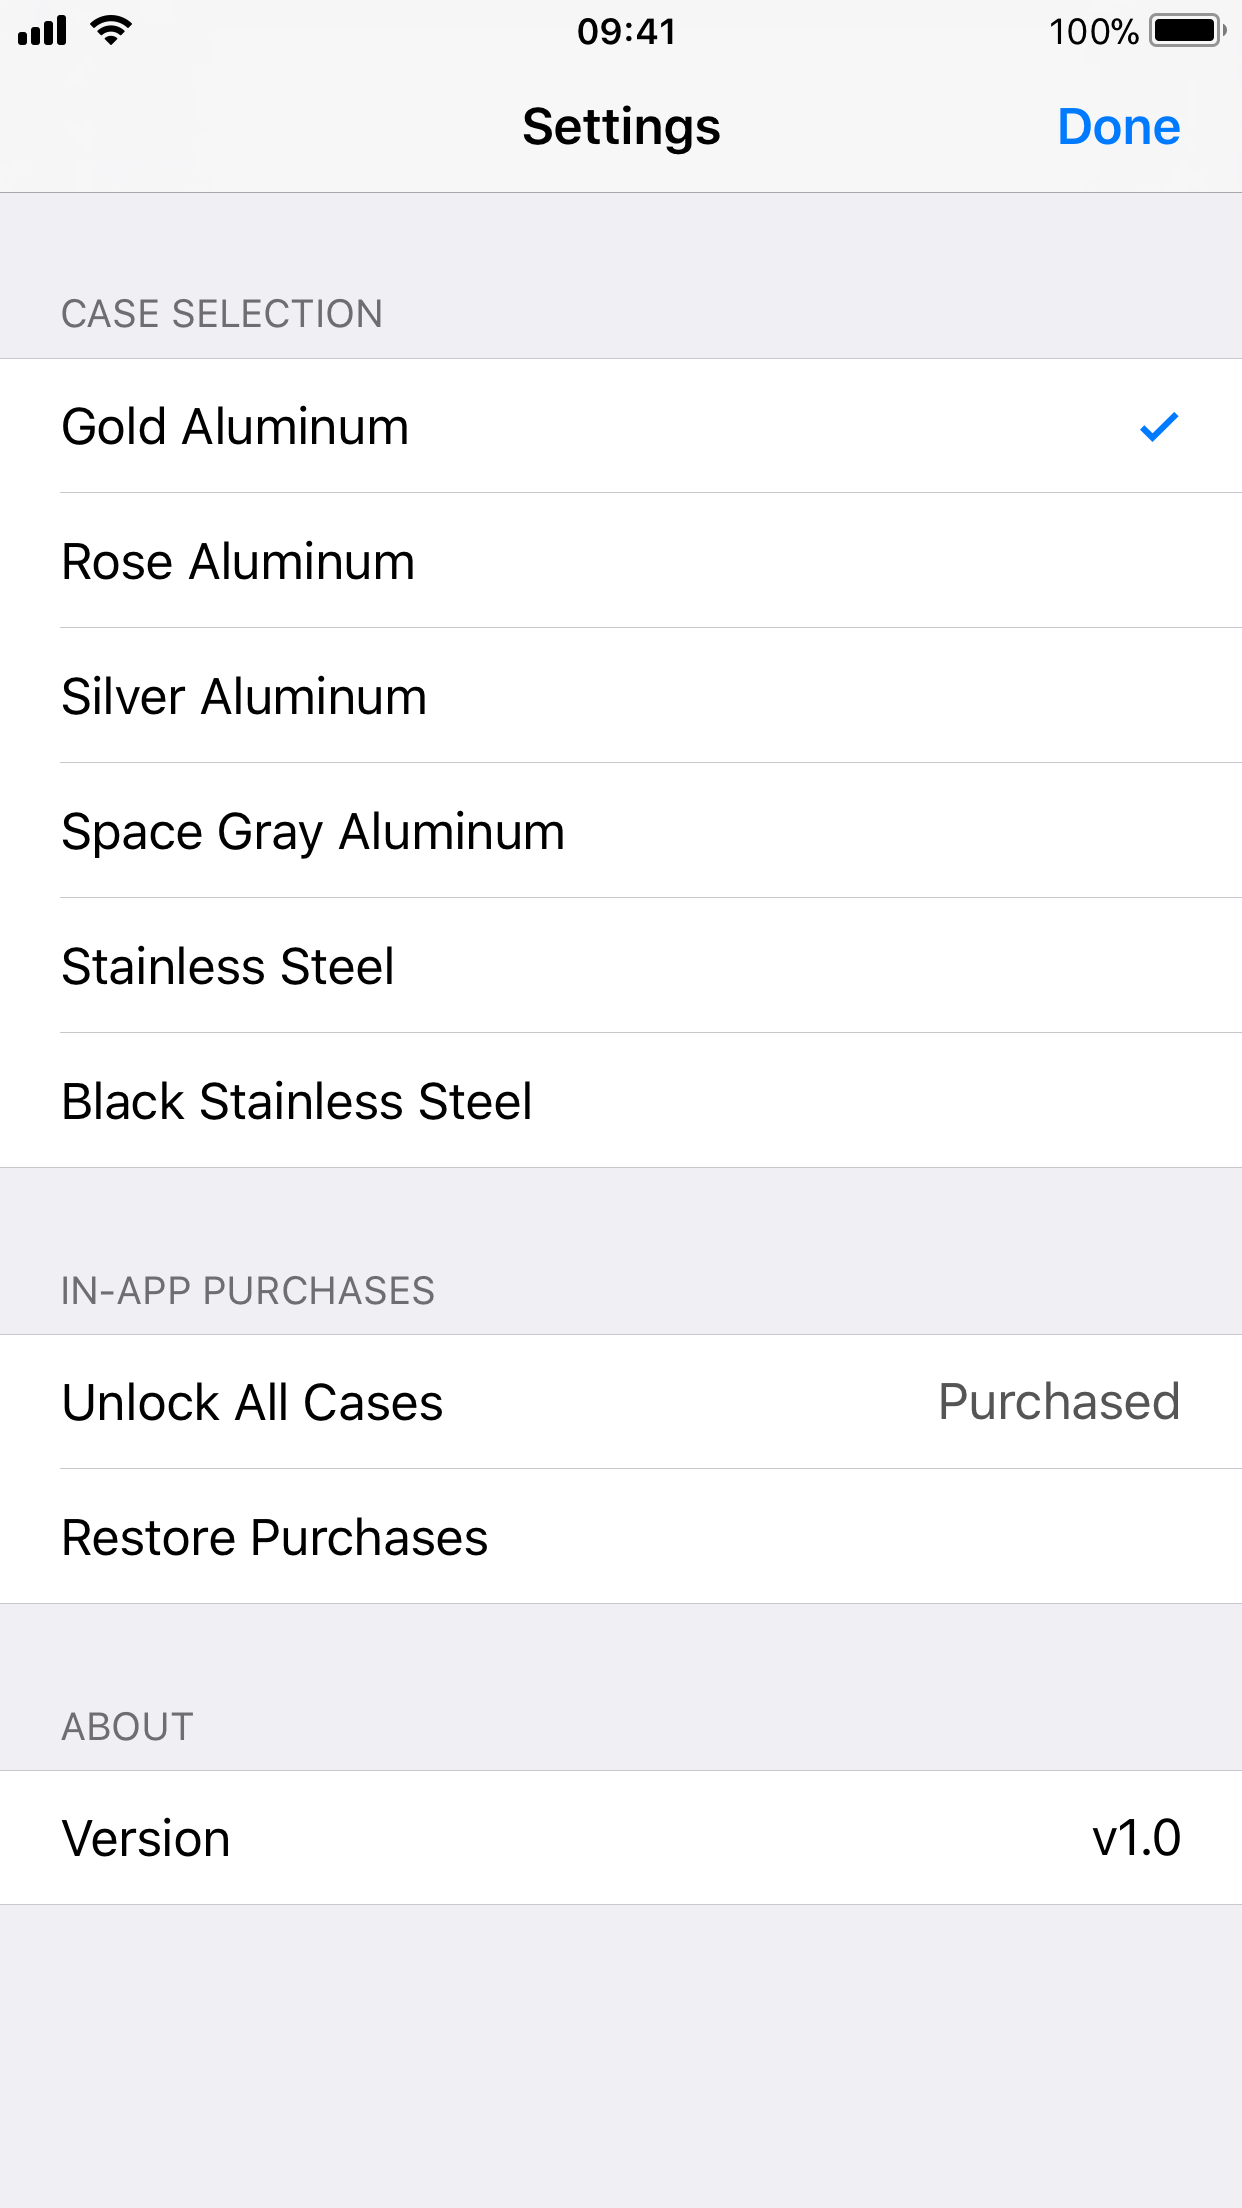 09:41
100%
Settings
Done
CASE SELECTION
Gold Aluminum
Rose Aluminum
Silver Aluminum
Space Gray Aluminum
Stainless Steel
Black Stainless Steel
IN-APP PURCHASES
Unlock All Cases
Purchased
Restore Purchases
ABOUT
Version
v1.0